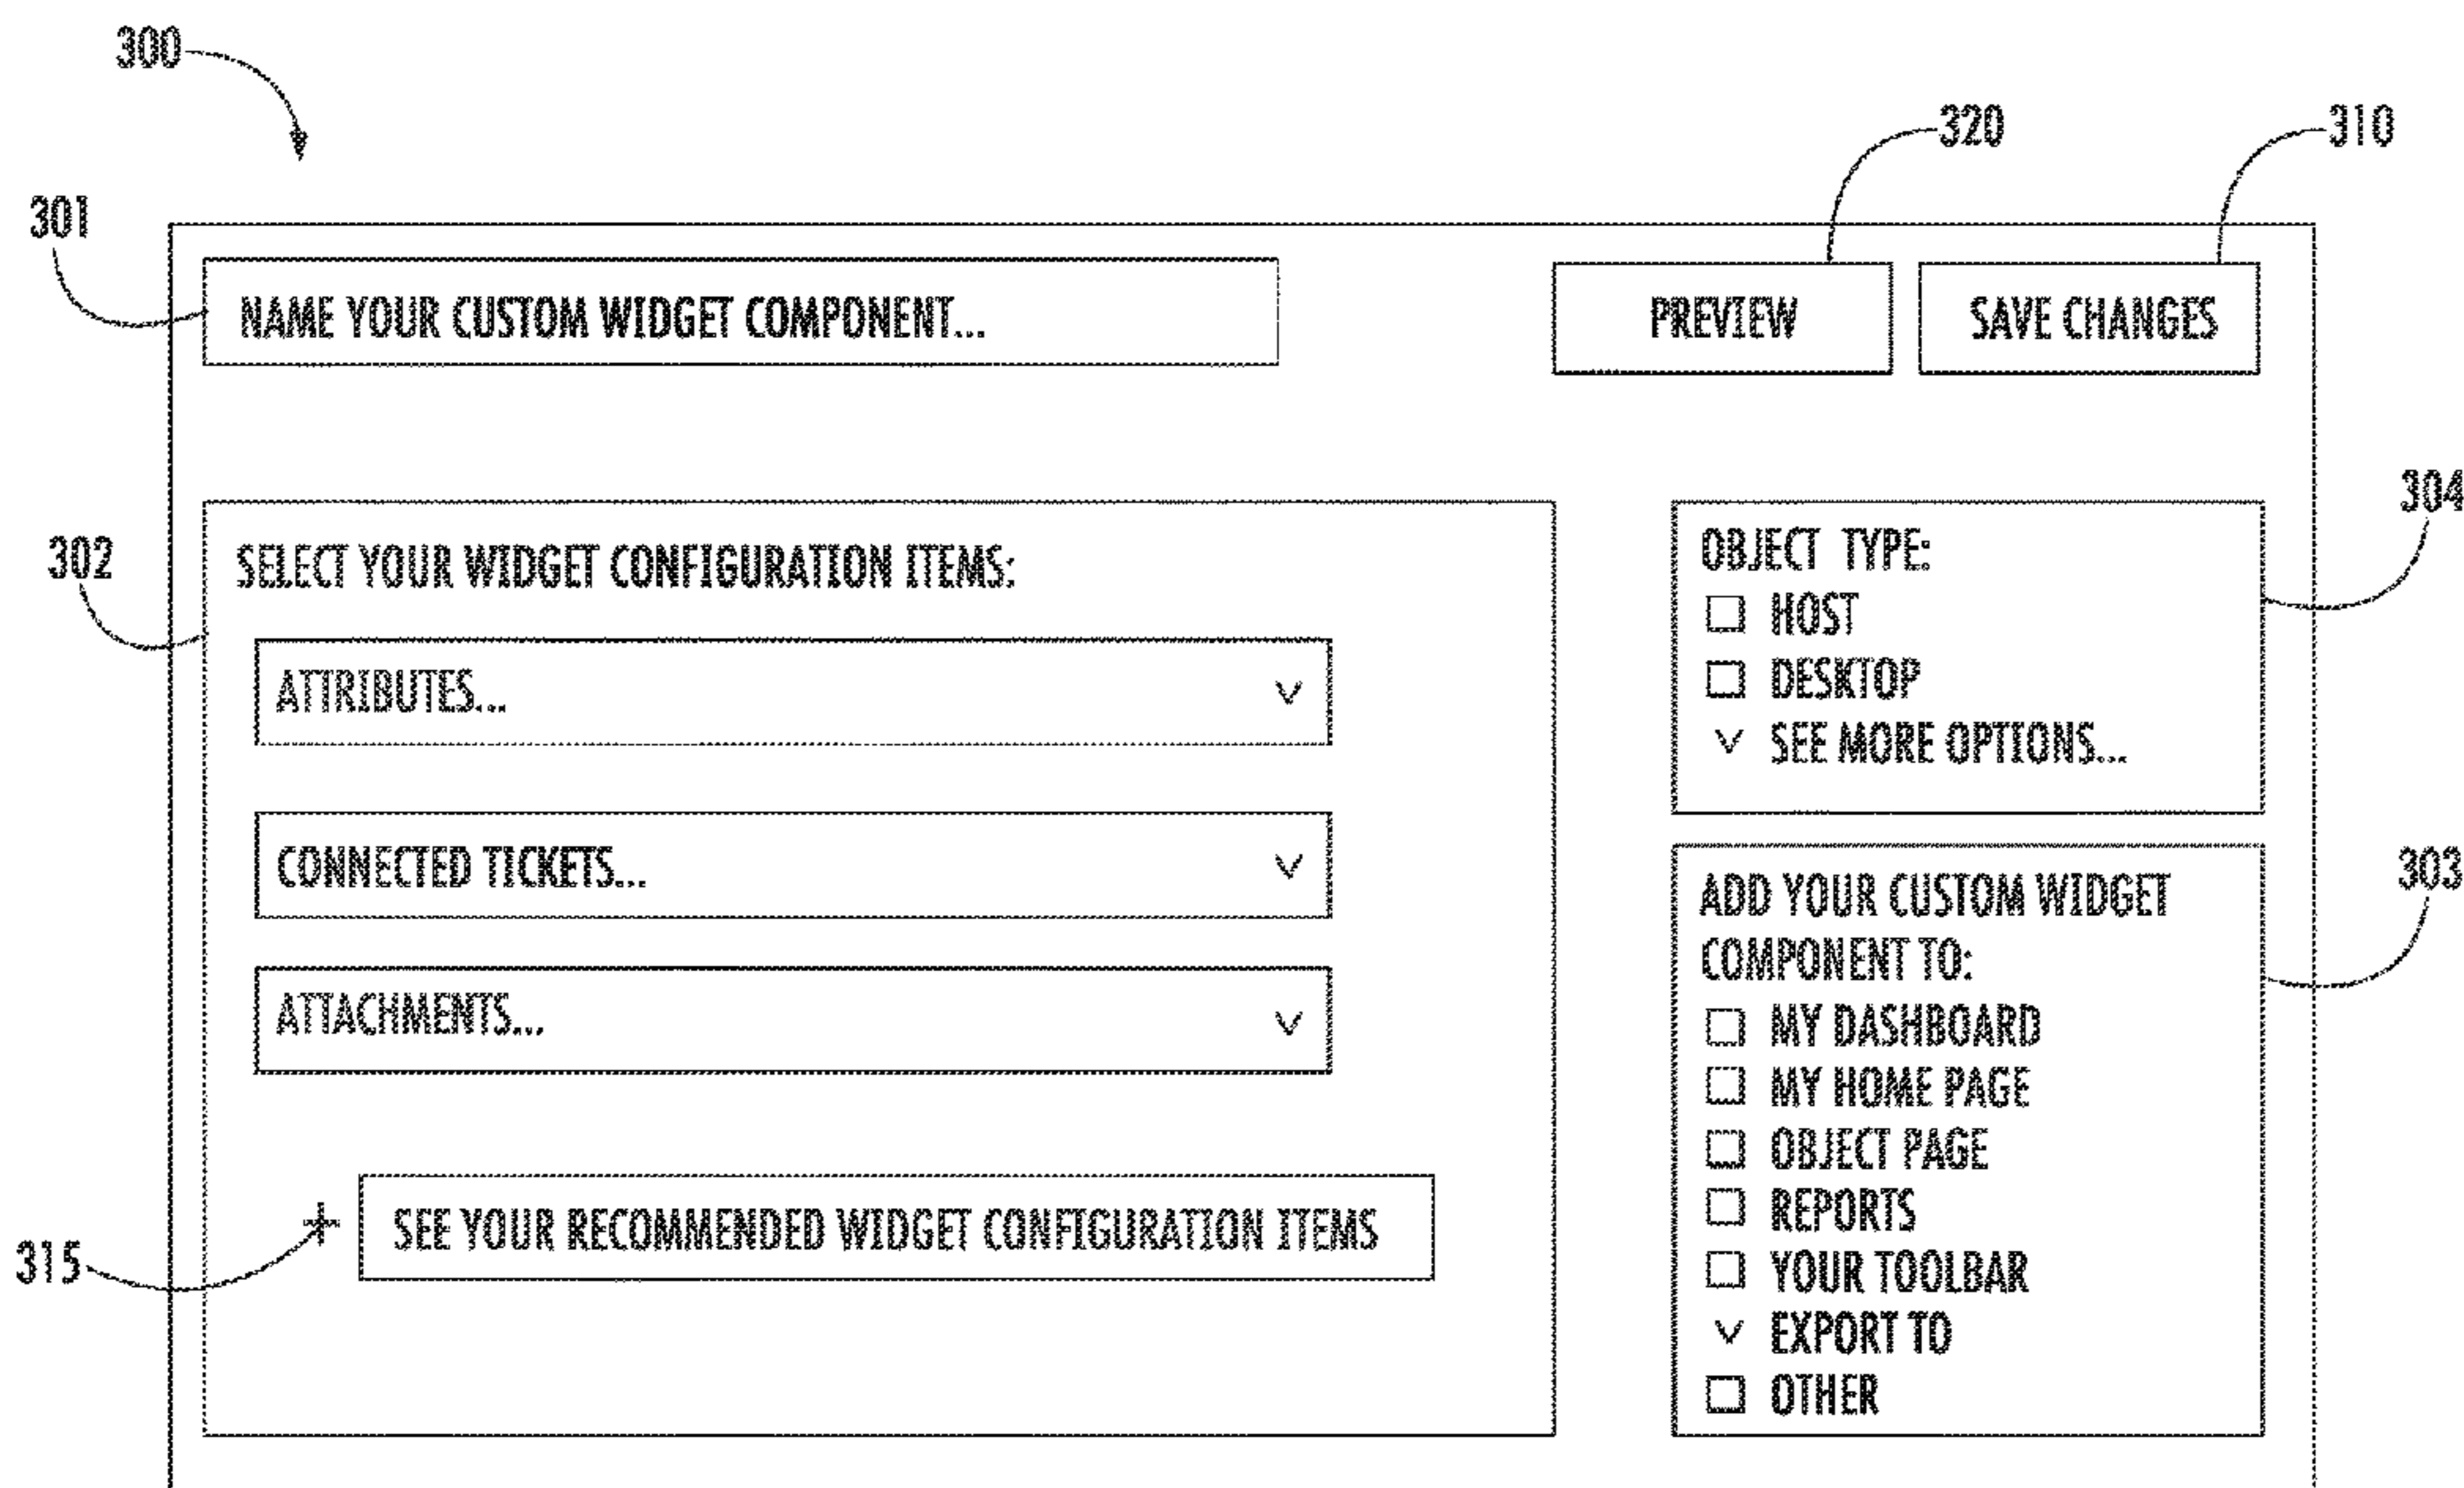 300
320
310
301
NAME YOUR CUSTOM WIDGET COMPONENT...
PREVIEW
SAVE CHANGES
304
302
SELECT YOUR WIDGET CONFIGURATION ITEMS:
ATTRIBUTES...
CONNECTED TICKETS...
ATTACHMENTS...
315
SEE YOUR RECOMMENDED WIDGET CONFIGURATION ITEMS
OBJECT TYPE:
HOST
DESKTOP
SEE MORE OPTIONS...
303
ADD YOUR CUSTOM WIDGET
COMPONENT TO:
MY DASHBOARD
MY HOME PAGE
OBJECT PAGE
REPORTS
YOUR TOOLBAR
EXPORT TO
OTHER